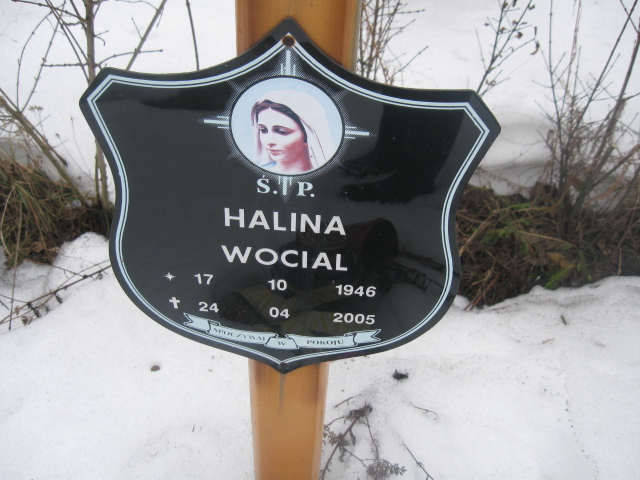 Ś. P.
HALINA
WOCIAL
17 10 1946
24 04 2005
SPOCZYWAJ W POKOJU